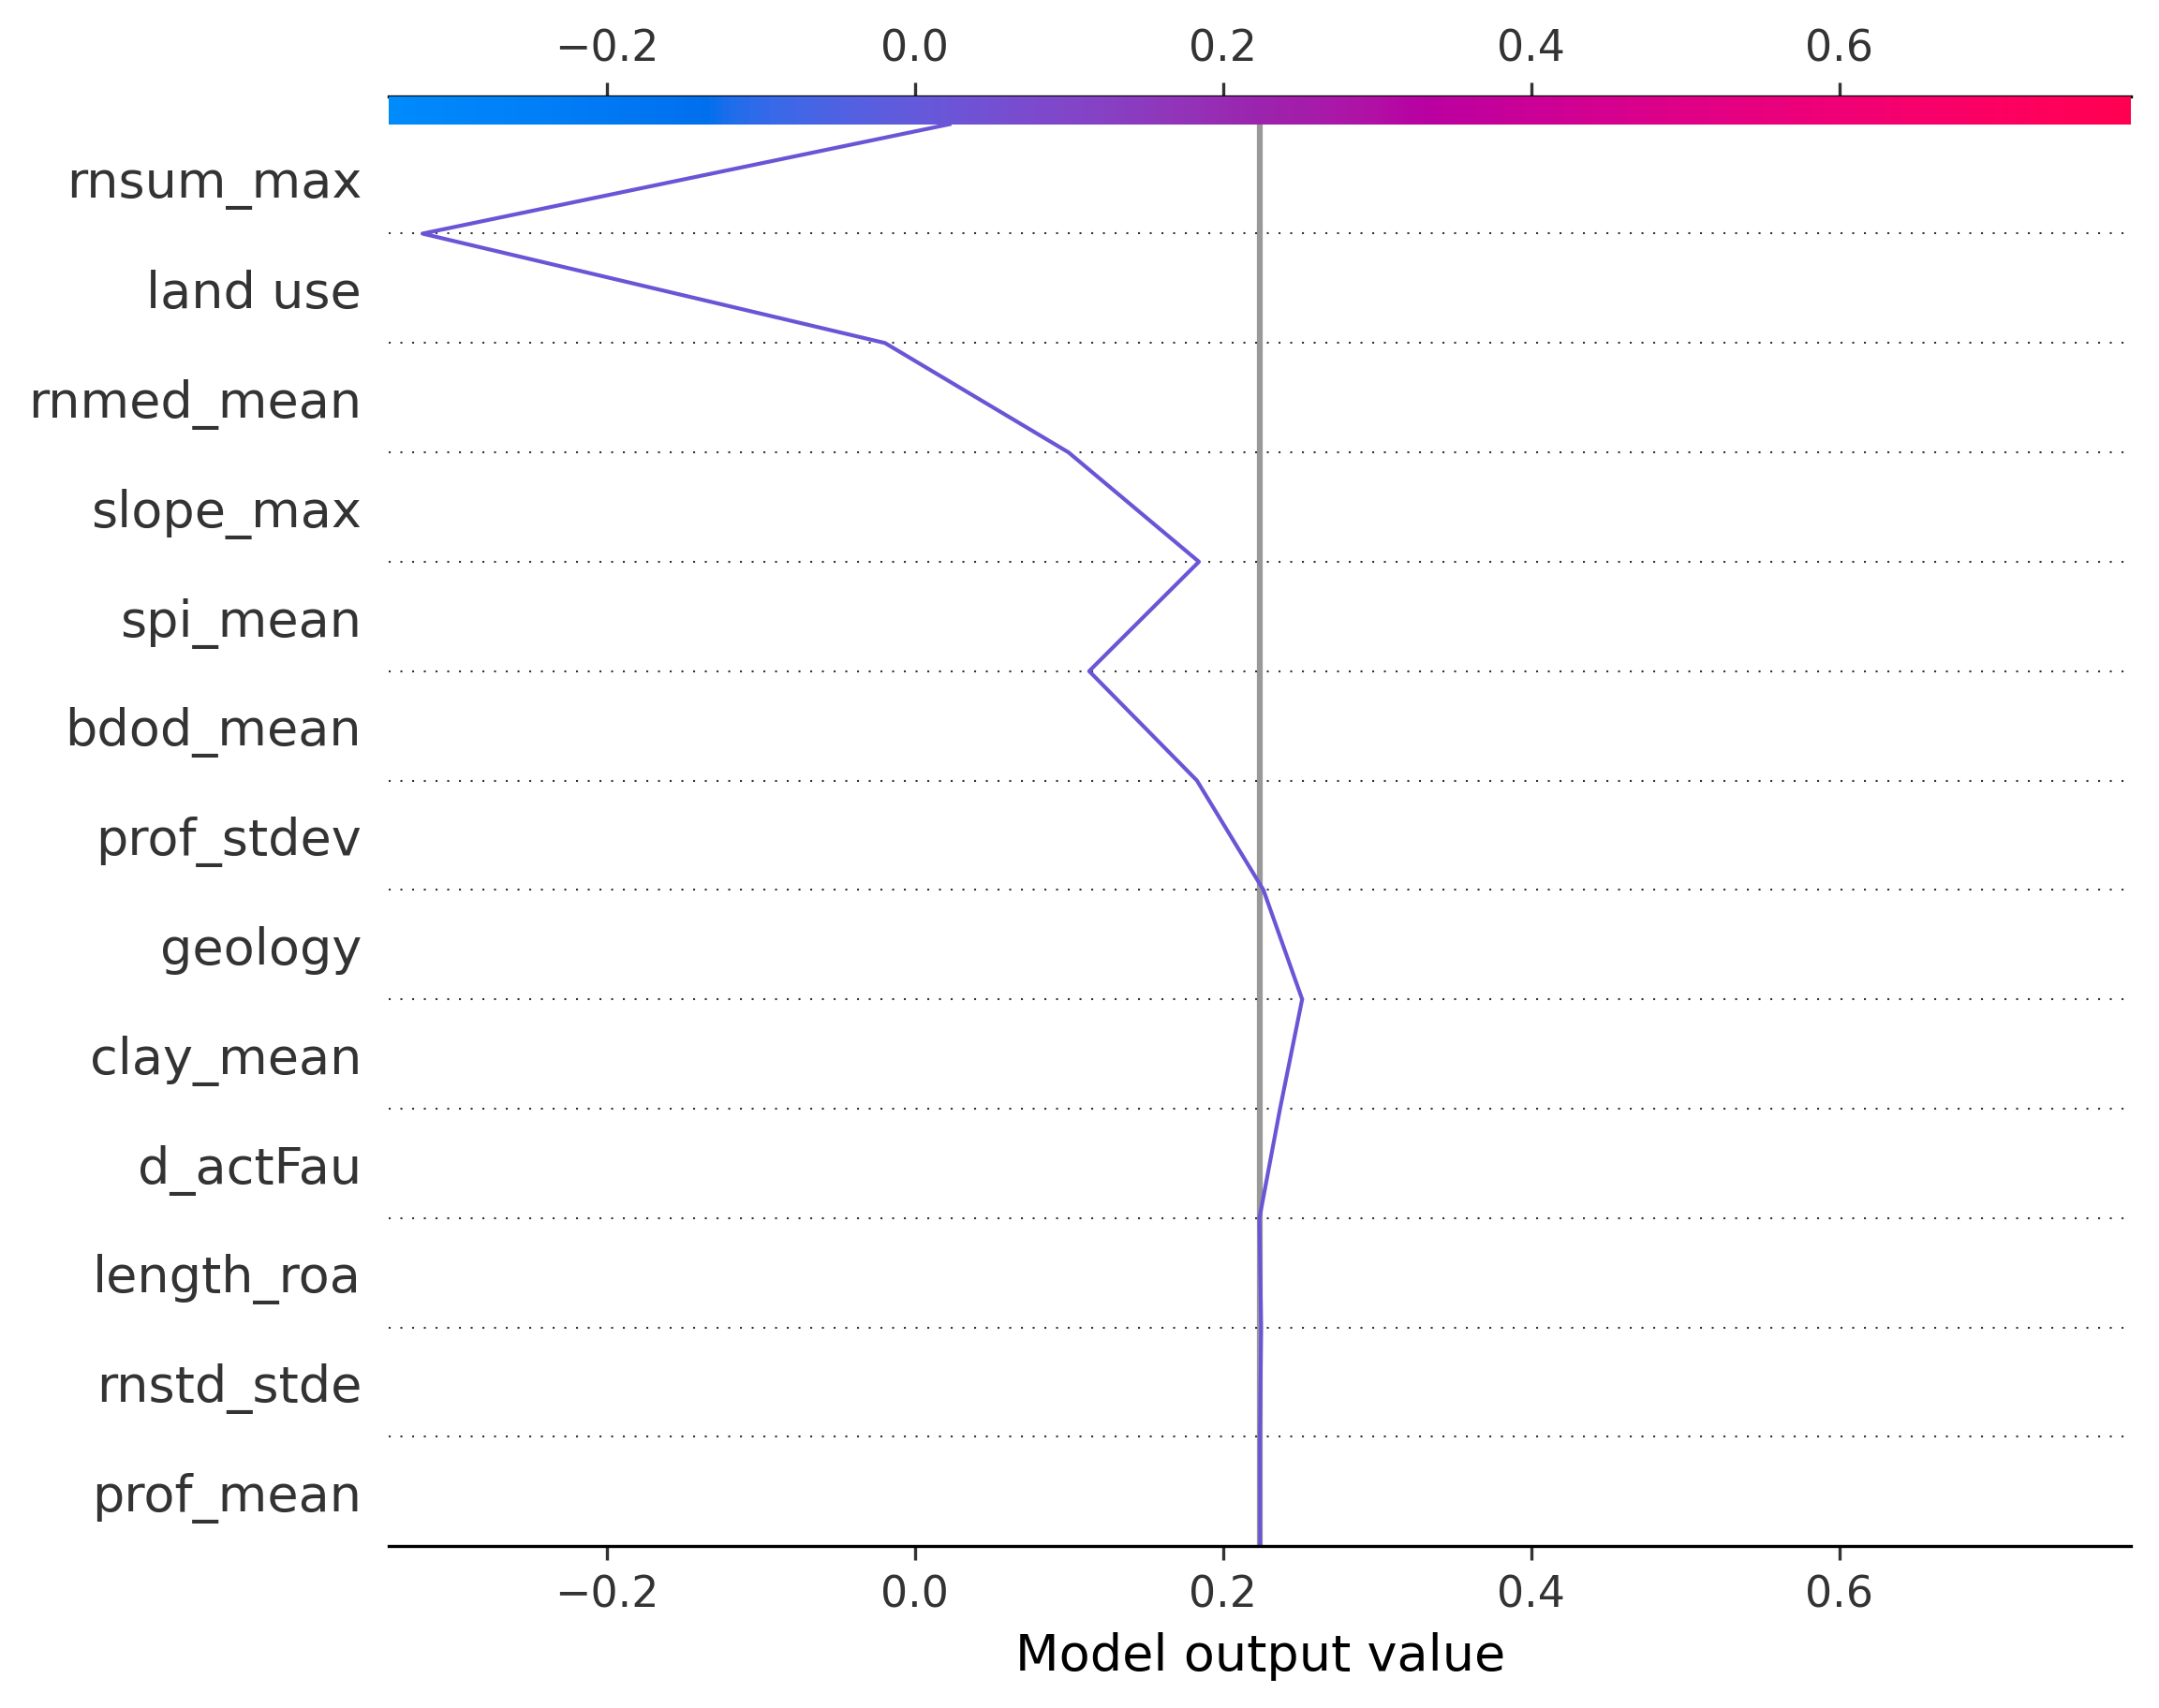 −0.2 0.0 0.2 0.4 0.6
rnsum_max
land use
rnmed_mean
slope_max
spi_mean
bdod_mean
prof_stdev
geology
clay_mean
d_actFau
length_roa
rnstd_stde
prof_mean
−0.2 0.0 0.2 0.4 0.6
Model output value